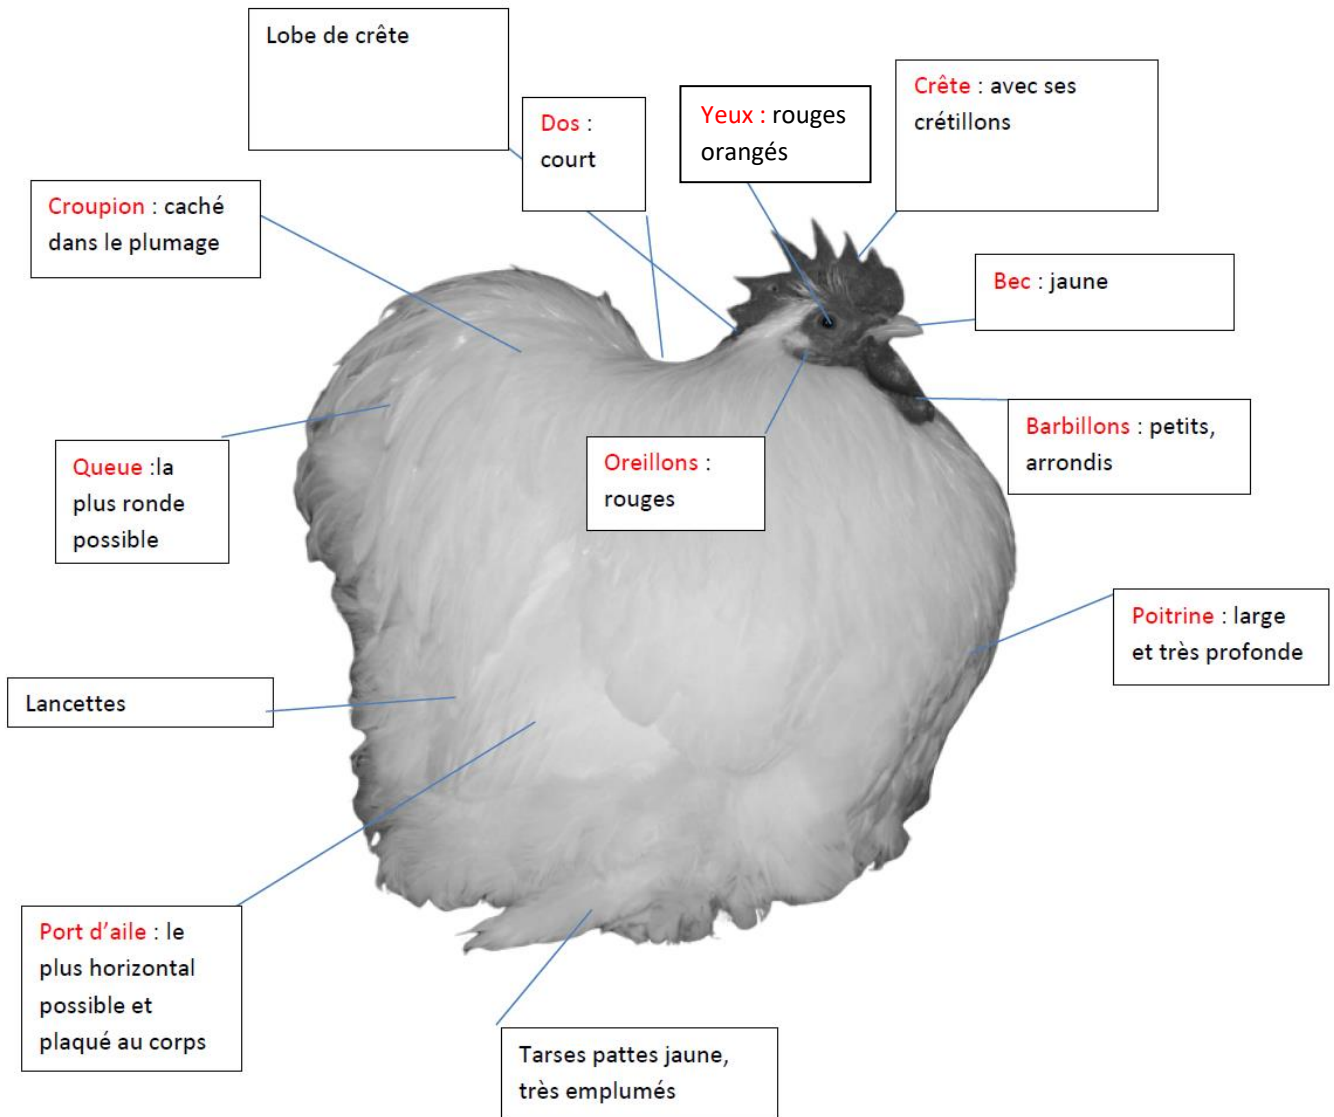 Lobe de crête
Dos :
court
Yeux : rouges
orangés
Crête : avec ses
crétillons
Croupion : caché
dans le plumage
Bec : jaune
Queue :la
plus ronde
possible
Oreillons :
rouges
Barbillons : petits,
arrondis
Poitrine : large
et très profonde
Lancettes
Port d’aile : le
plus horizontal
possible et
plaqué au corps
Tarses pattes jaune,
très emplumés